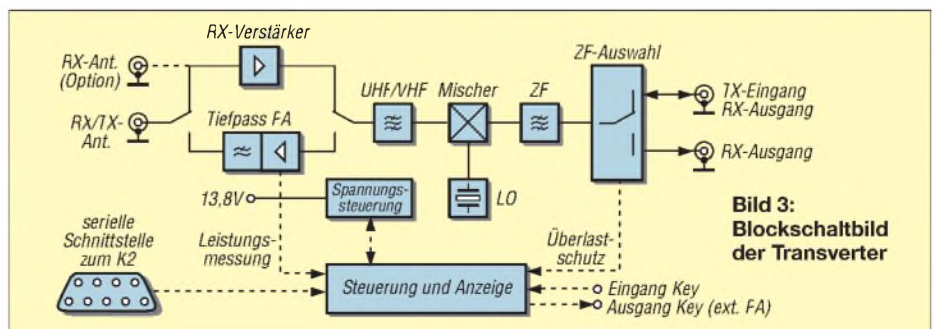 RX-Verstärker
RX-Ant.
(Option)
RX/TX-
Ant.
Tiefpass FA
UHF/VHF
Mischer
ZF
ZF-Auswahl
TX-Eingang
RX-Ausgang
RX-Ausgang
LO
13,8V
Spannungs-
steuerung
Leistungs-
messung
Überlast-
schutz
serielle
Schnittstelle
zum K2
Steuerung und Anzeige
Eingang Key
Ausgang Key (ext. FA)
Bild 3:
Blockschaltbild
der Transverter